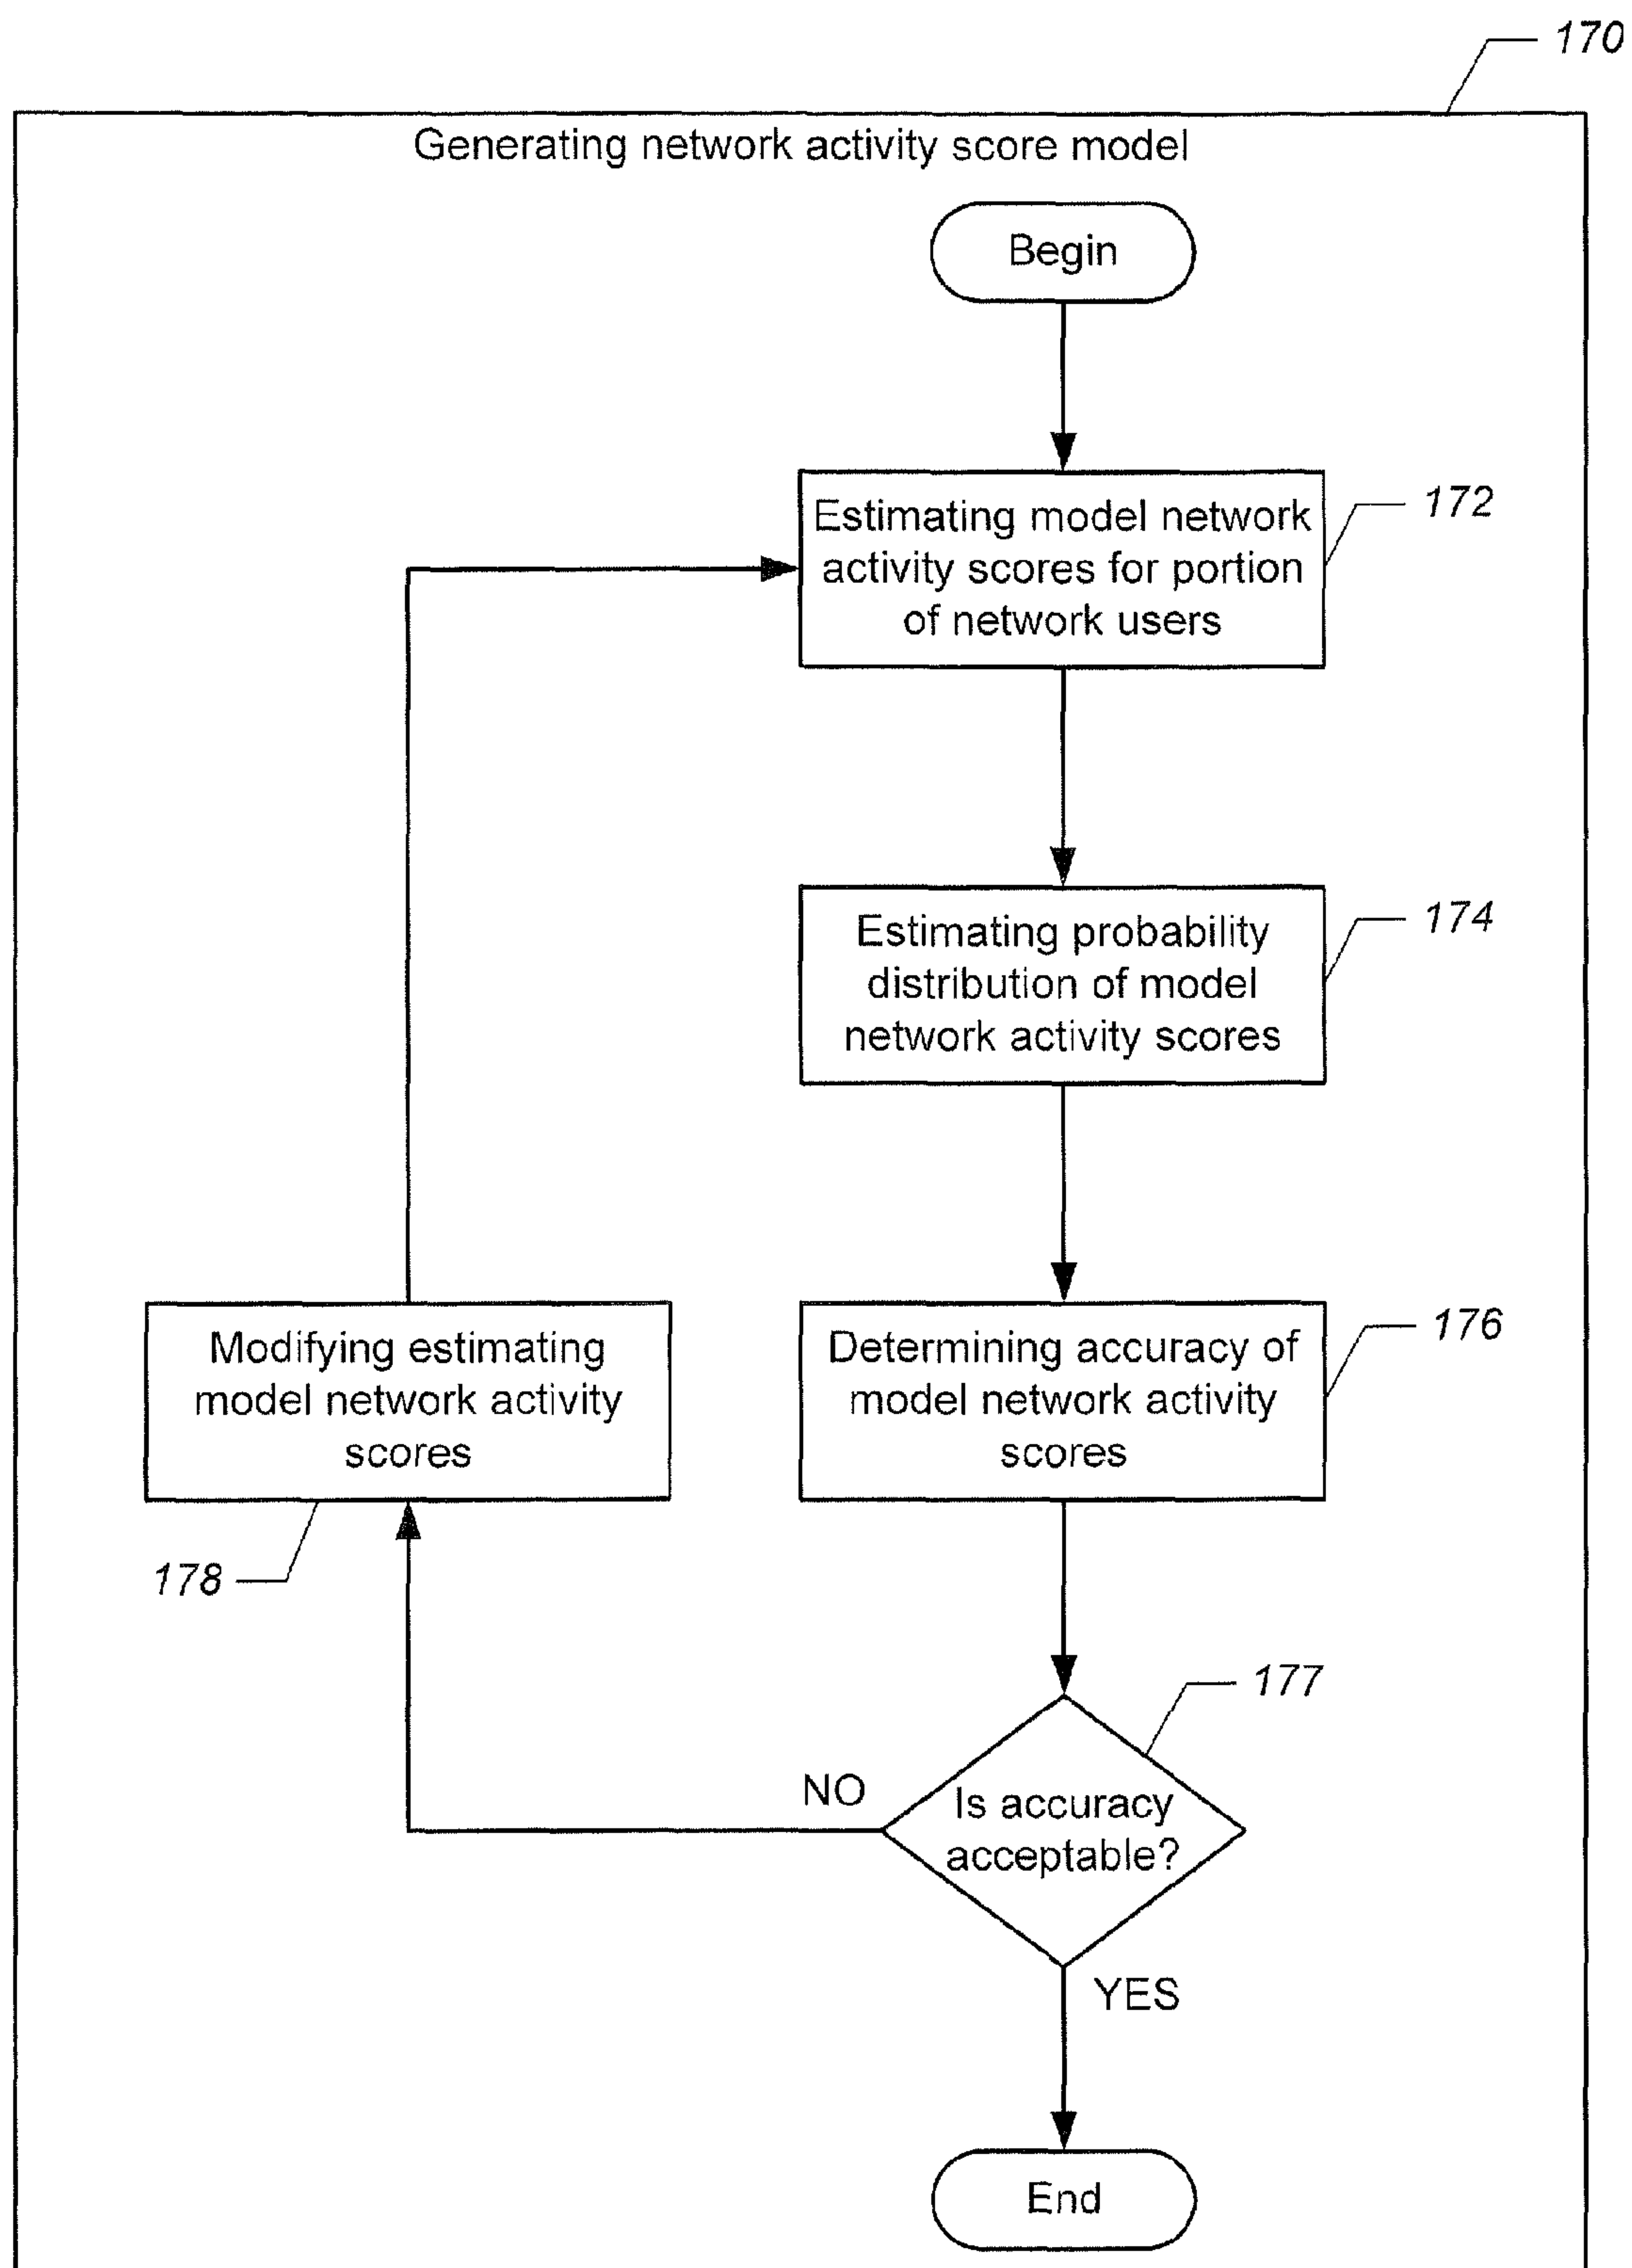 170
Generating network activity score model
Begin
Estimating model network
activity scores for portion
of network users
172
Estimating probability
distribution of model
network activity scores
174
Modifying estimating
model network activity
scores
178
Determining accuracy of
model network activity
scores
176
177
NO
Is accuracy
acceptable?
YES
End